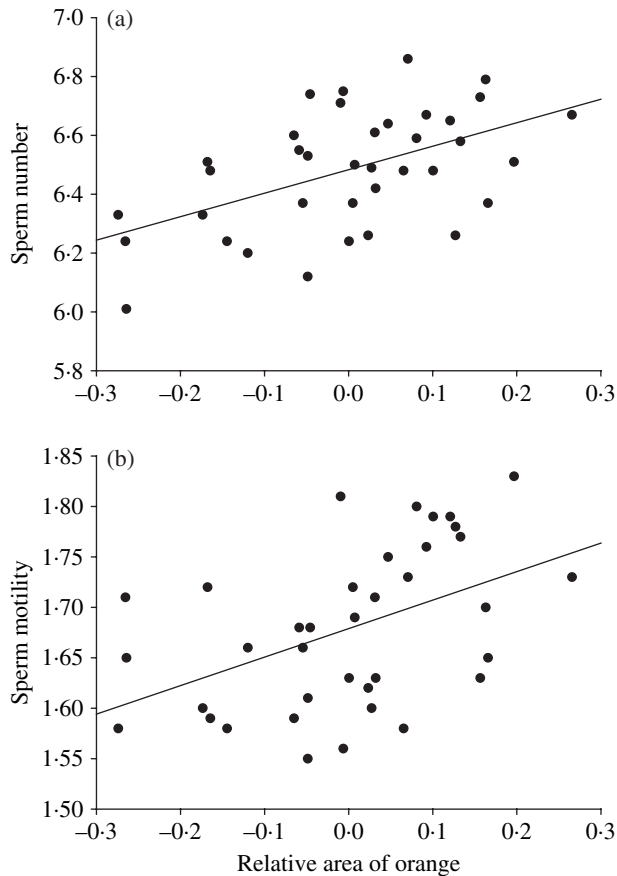 (a)
7·0
6·8
6·6
6·4
6·2
6·0
5·8
Sperm number
–0.3 –0·2 –0·1 0·0 0·1 0·2 0·3
(b)
1·85
1·80
1·75
1·70
1·65
1·60
1·55
1·50
Sperm motility
–0.3 –0·2 –0·1 0·0 0·1 0·2 0·3
Relative area of orange